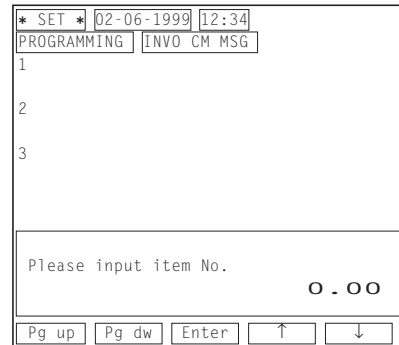 * SET * 02-06-1999 12:34
PROGRAMMING INVO CM MSG
1
2
3
Please input item No.
0.00
Pg up Pg dw Enter ↑ ↓